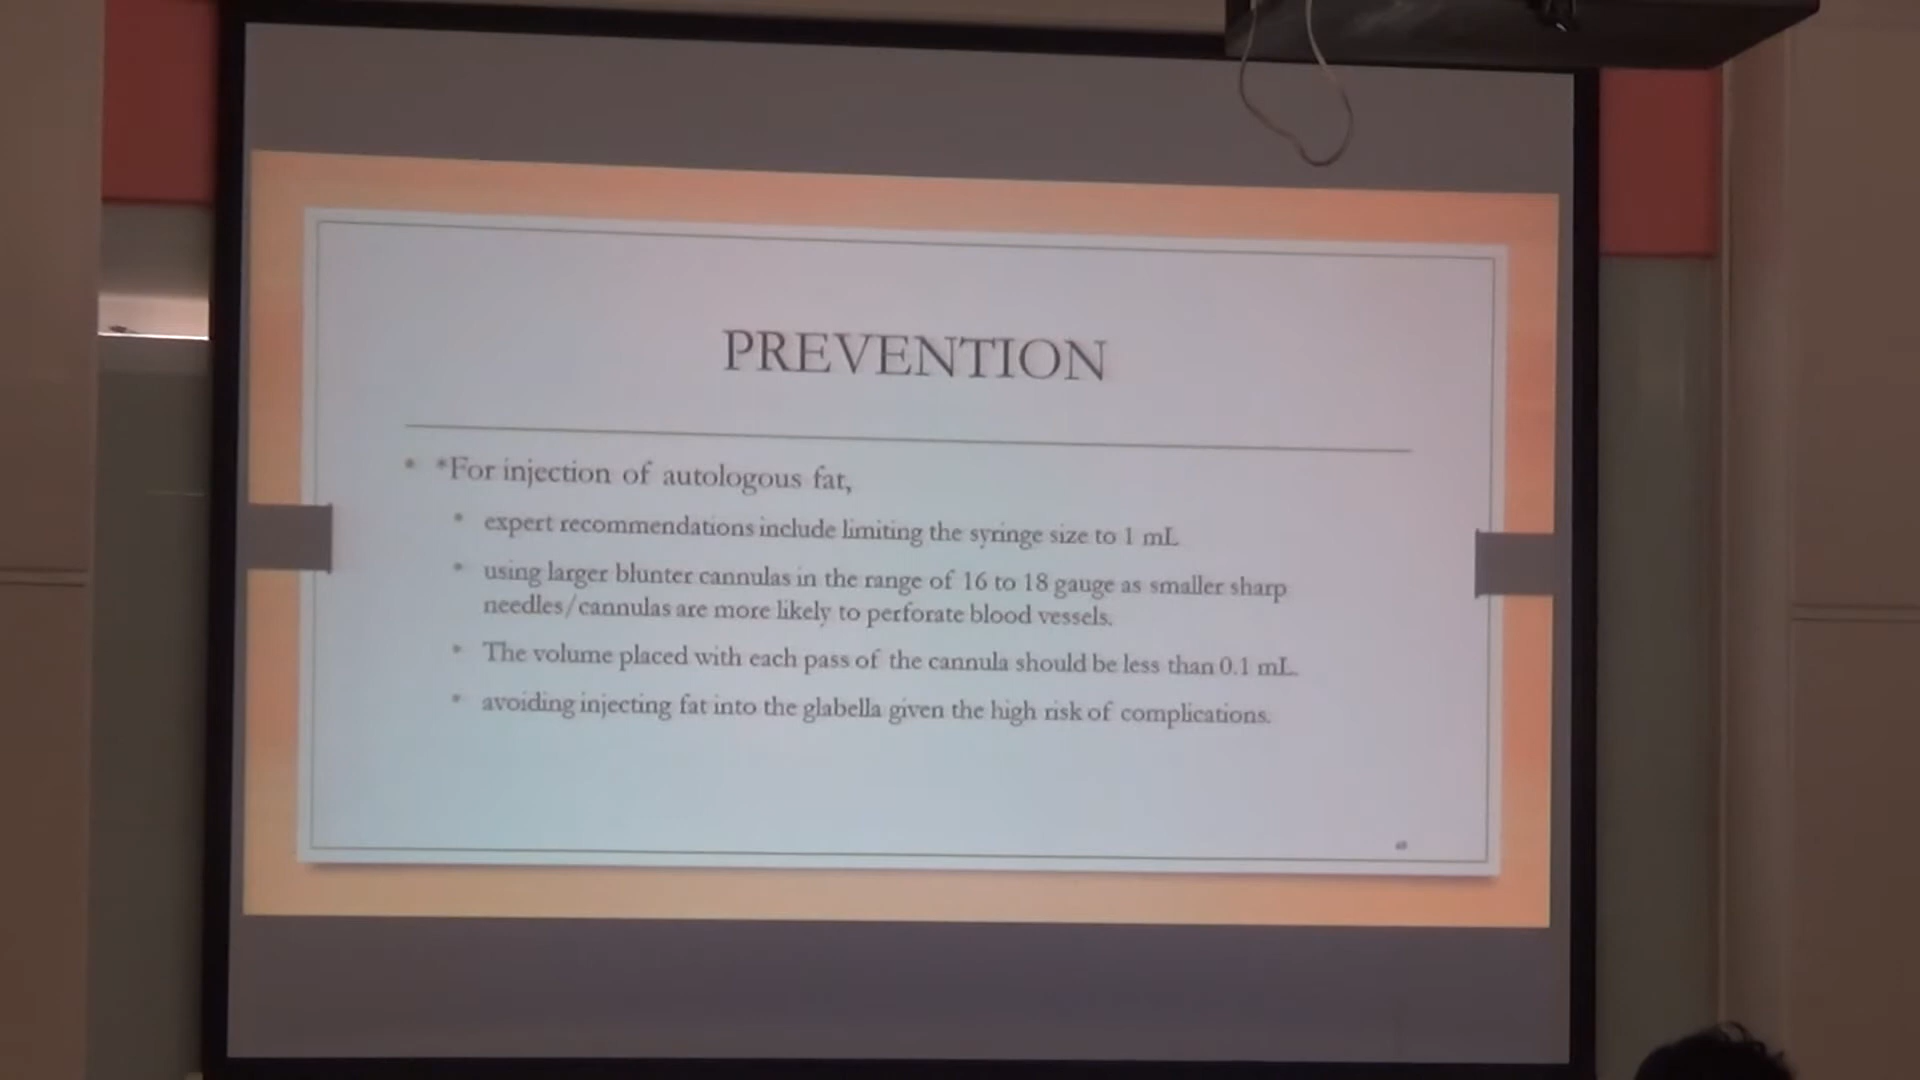 PREVENTION
• *For injection of autologous fat,
• expert recommendations include limiting the syringe size to 1 mL
• using larger blunter cannulas in the range of 16 to 18 gauge as smaller sharp
needles/cannulas are more likely to perforate blood vessels.
• The volume placed with each pass of the cannula should be less than 0.1 mL.
• avoiding injecting fat into the glabella given the high risk of complications.